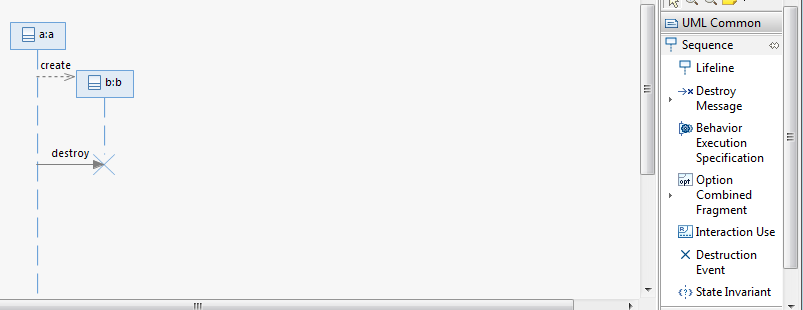 a:a
create
b:b
destroy
UML Common
Sequence
Lifeline
Destroy
Message
Behavior
Execution
Specification
opt
Option
Combined
Fragment
Interaction Use
Destruction
Event
State Invariant